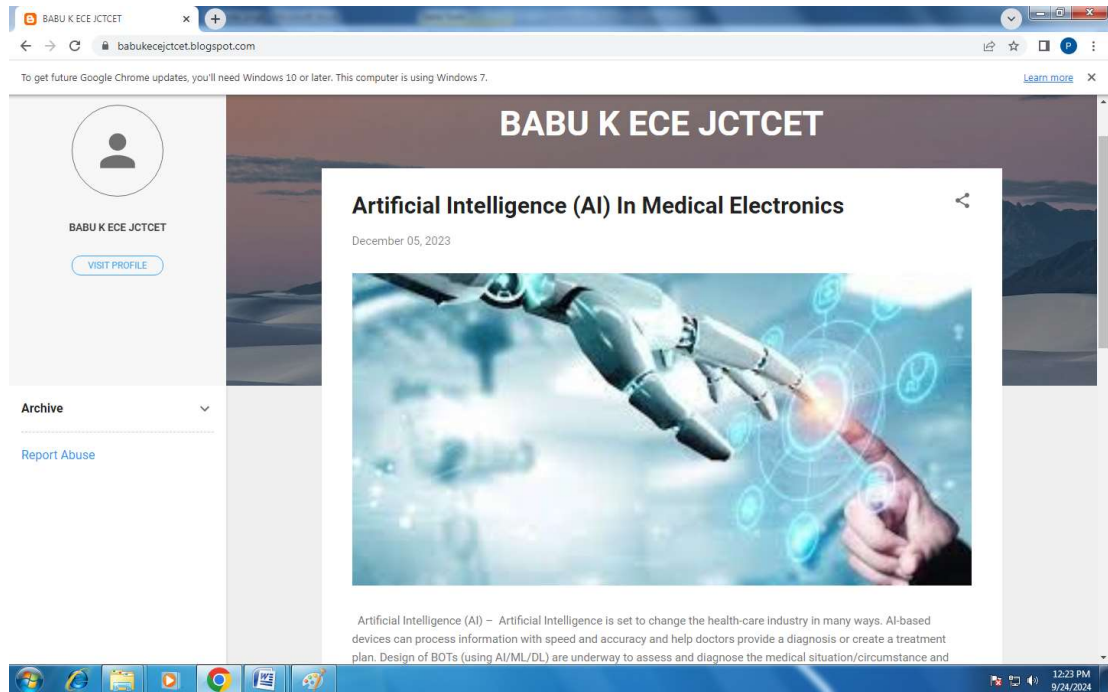 BABU K ECE JCTCET
babukecejctcet.blogspot.com
P
To get future Google Chrome updates, you'll need Windows 10 or later. This computer is using Windows 7.
Learn more
BABU K ECE JCTCET
BABU K ECE JCTCET
VISIT PROFILE
Archive
Report Abuse
Artificial Intelligence (AI) In Medical Electronics
December 05, 2023
Artificial Intelligence (AI) – Artificial Intelligence is set to change the health-care industry in many ways. AI-based
devices can process information with speed and accuracy and help doctors provide a diagnosis or create a treatment
plan. Design of BOTs (using AI/ML/DL) are underway to assess and diagnose the medical situation/circumstance and
12:23 PM
9/24/2024